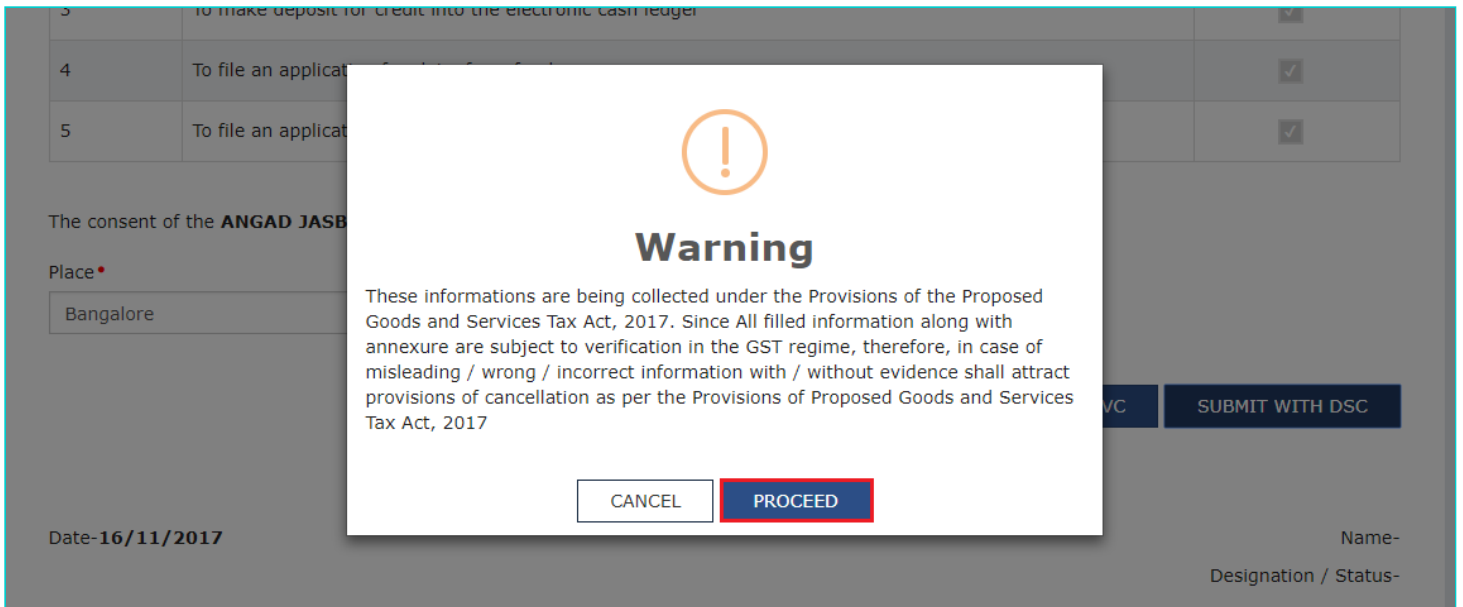 3 To make deposit for credit into the electronic cash ledger
4 To file an applicat
5 To file an applicat
The consent of the ANGAD JASB
Warning
Place•
These informations are being collected under the Provisions of the Proposed
Bangalore
Goods and Services Tax Act, 2017. Since All filled information along with
annexure are subject to verification in the GST regime, therefore, in case of
misleading / wrong / incorrect information with / without evidence shall attract
provisions of cancellation as per the Provisions of Proposed Goods and Services
Tax Act, 2017
VC SUBMIT WITH DSC
CANCEL PROCEED
Date-16/11/2017 Name-
Designation / Status-